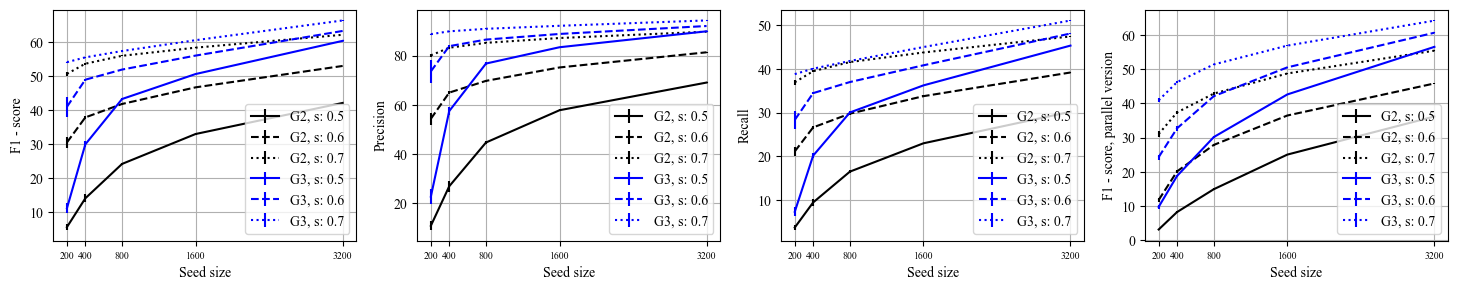 F1 - score
60
50
40
30
20
10
200
400
800
1600
3200
Seed size
G2, s: 0.5
G2, s: 0.6
G2, s: 0.7
G3, s: 0.5
G3, s: 0.6
G3, s: 0.7
Precision
80
60
40
20
200
400
800
1600
3200
Seed size
G2, s: 0.5
G2, s: 0.6
G2, s: 0.7
G3, s: 0.5
G3, s: 0.6
G3, s: 0.7
Recall
50
40
30
20
10
200
400
800
1600
3200
Seed size
G2, s: 0.5
G2, s: 0.6
G2, s: 0.7
G3, s: 0.5
G3, s: 0.6
G3, s: 0.7
F1 - score, parallel version
60
50
40
30
20
10
0
200
400
800
1600
3200
Seed size
G2, s: 0.5
G2, s: 0.6
G2, s: 0.7
G3, s: 0.5
G3, s: 0.6
G3, s: 0.7